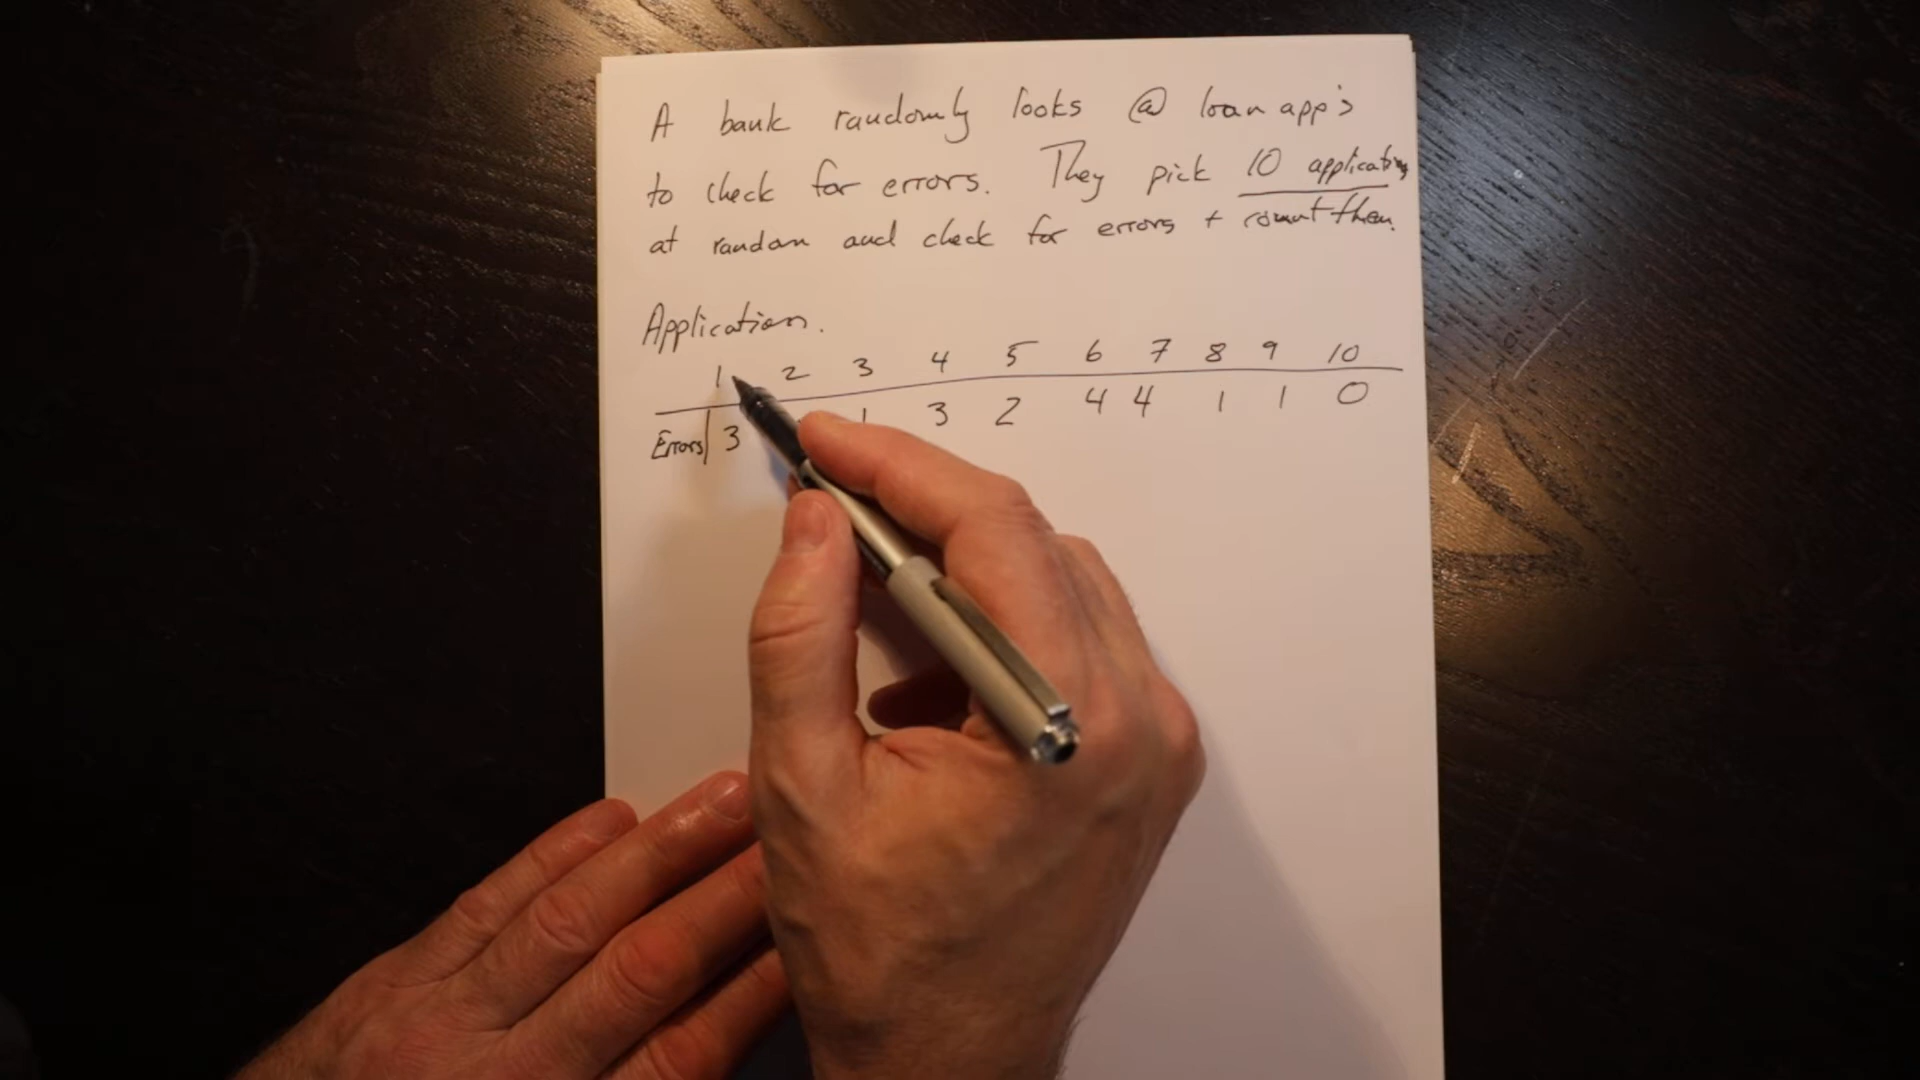 A bank randomly looks @ loan app's
to check for errors. They pick 10 applications
at random and check for errors + count them.
Application.
1 2 3 4 5 6 7 8 9 10
Errors 3 1 3 2 4 4 1 1 0